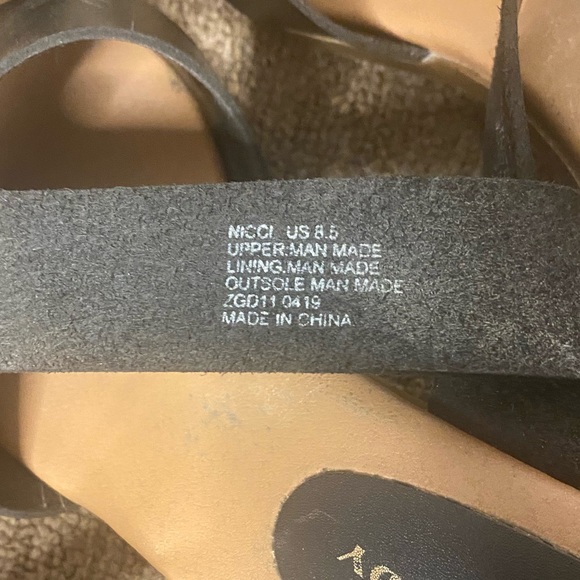 NICCI US 8.5
UPPER:MAN MADE
LINING:MAN MADE
OUTSOLE:MAN MADE
ZGD11 0419
MADE IN CHINA